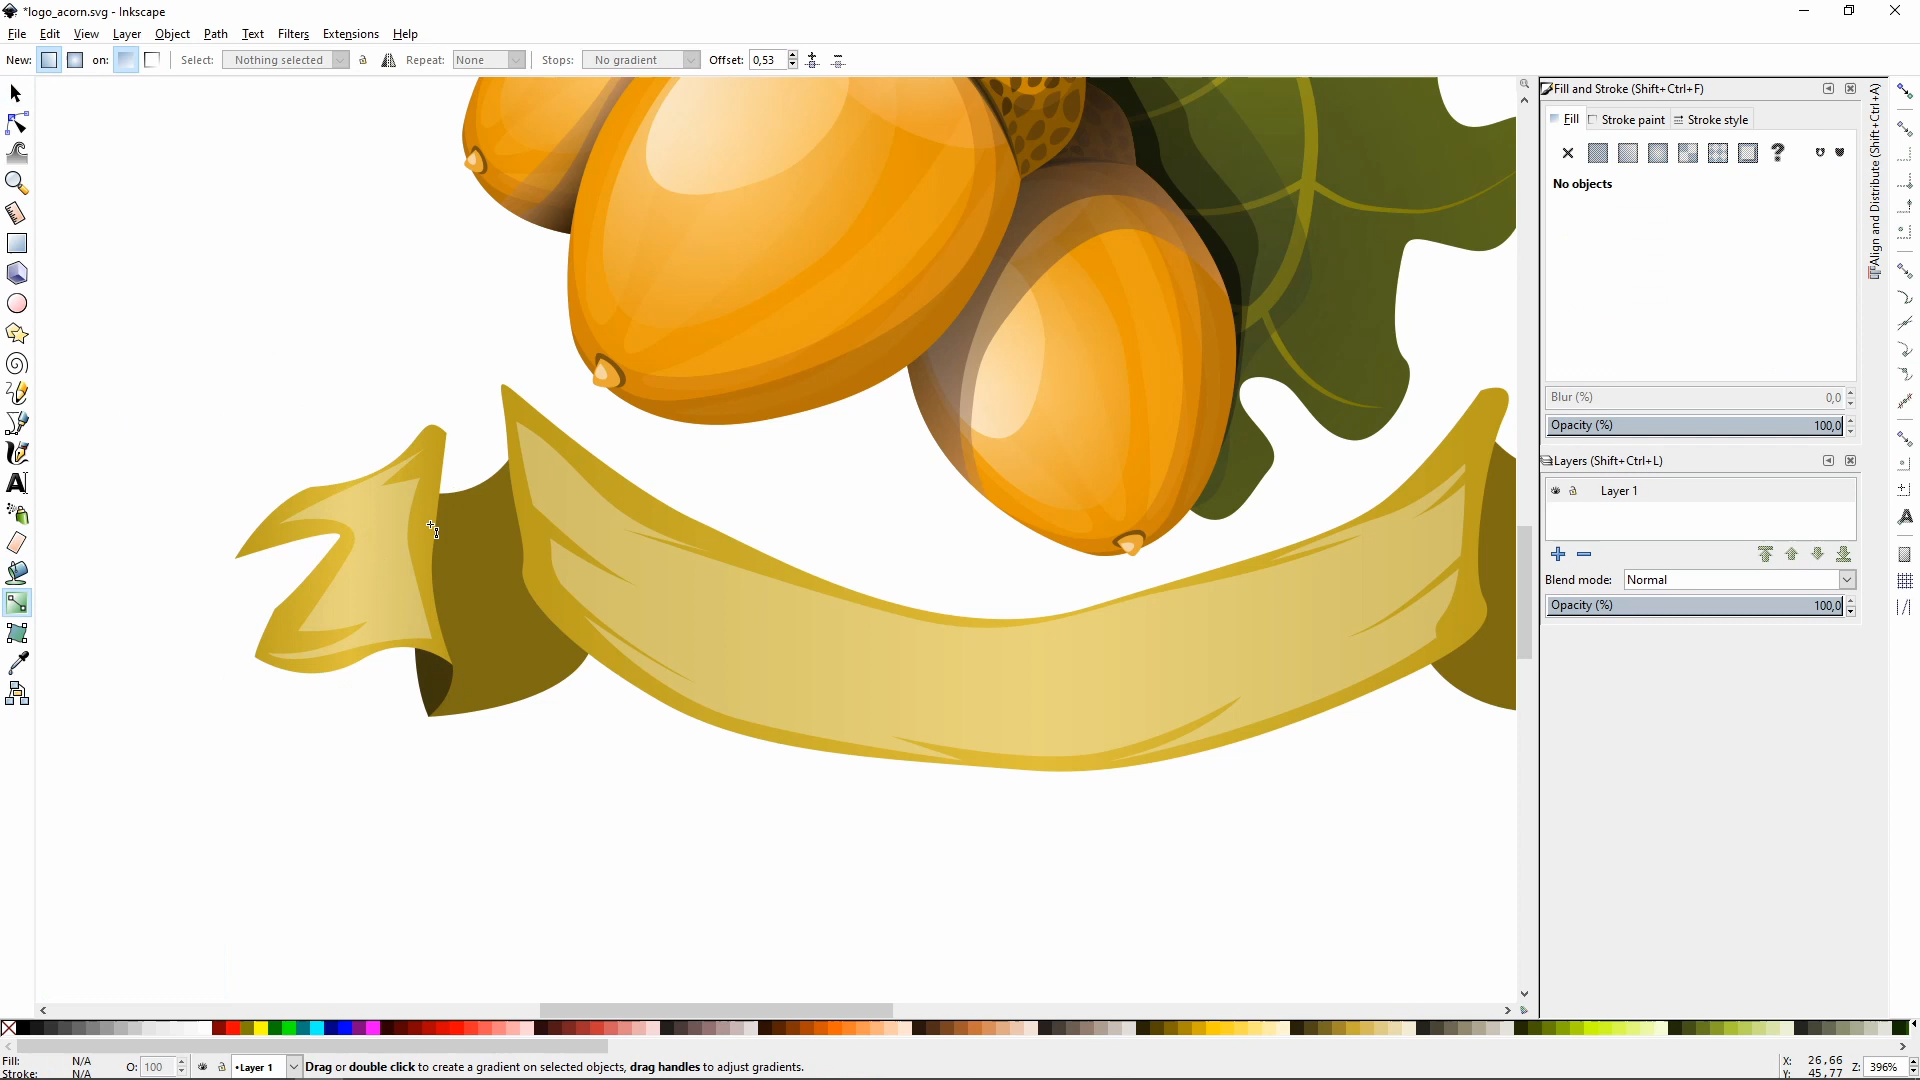 *logo_acorn.svg - Inkscape
File Edit View Layer Object Path Text Filters Extensions Help
New: on: Select: Nothing selected Repeat: None Stops: No gradient Offset: 0,53
Fill and Stroke (Shift+Ctrl+F)
Fill Stroke paint Stroke style
No objects
Blur (%) 0,0
Opacity (%) 100,0
Layers (Shift+Ctrl+L)
Layer 1
Blend mode: Normal
Opacity (%) 100,0
Align and Distribute (Shift+Ctrl+A)
Fill: N/A
Stroke: N/A
O: 100
•Layer 1
Drag or double click to create a gradient on selected objects, drag handles to adjust gradients.
X: 26,66
Y: 45,77
Z: 396%